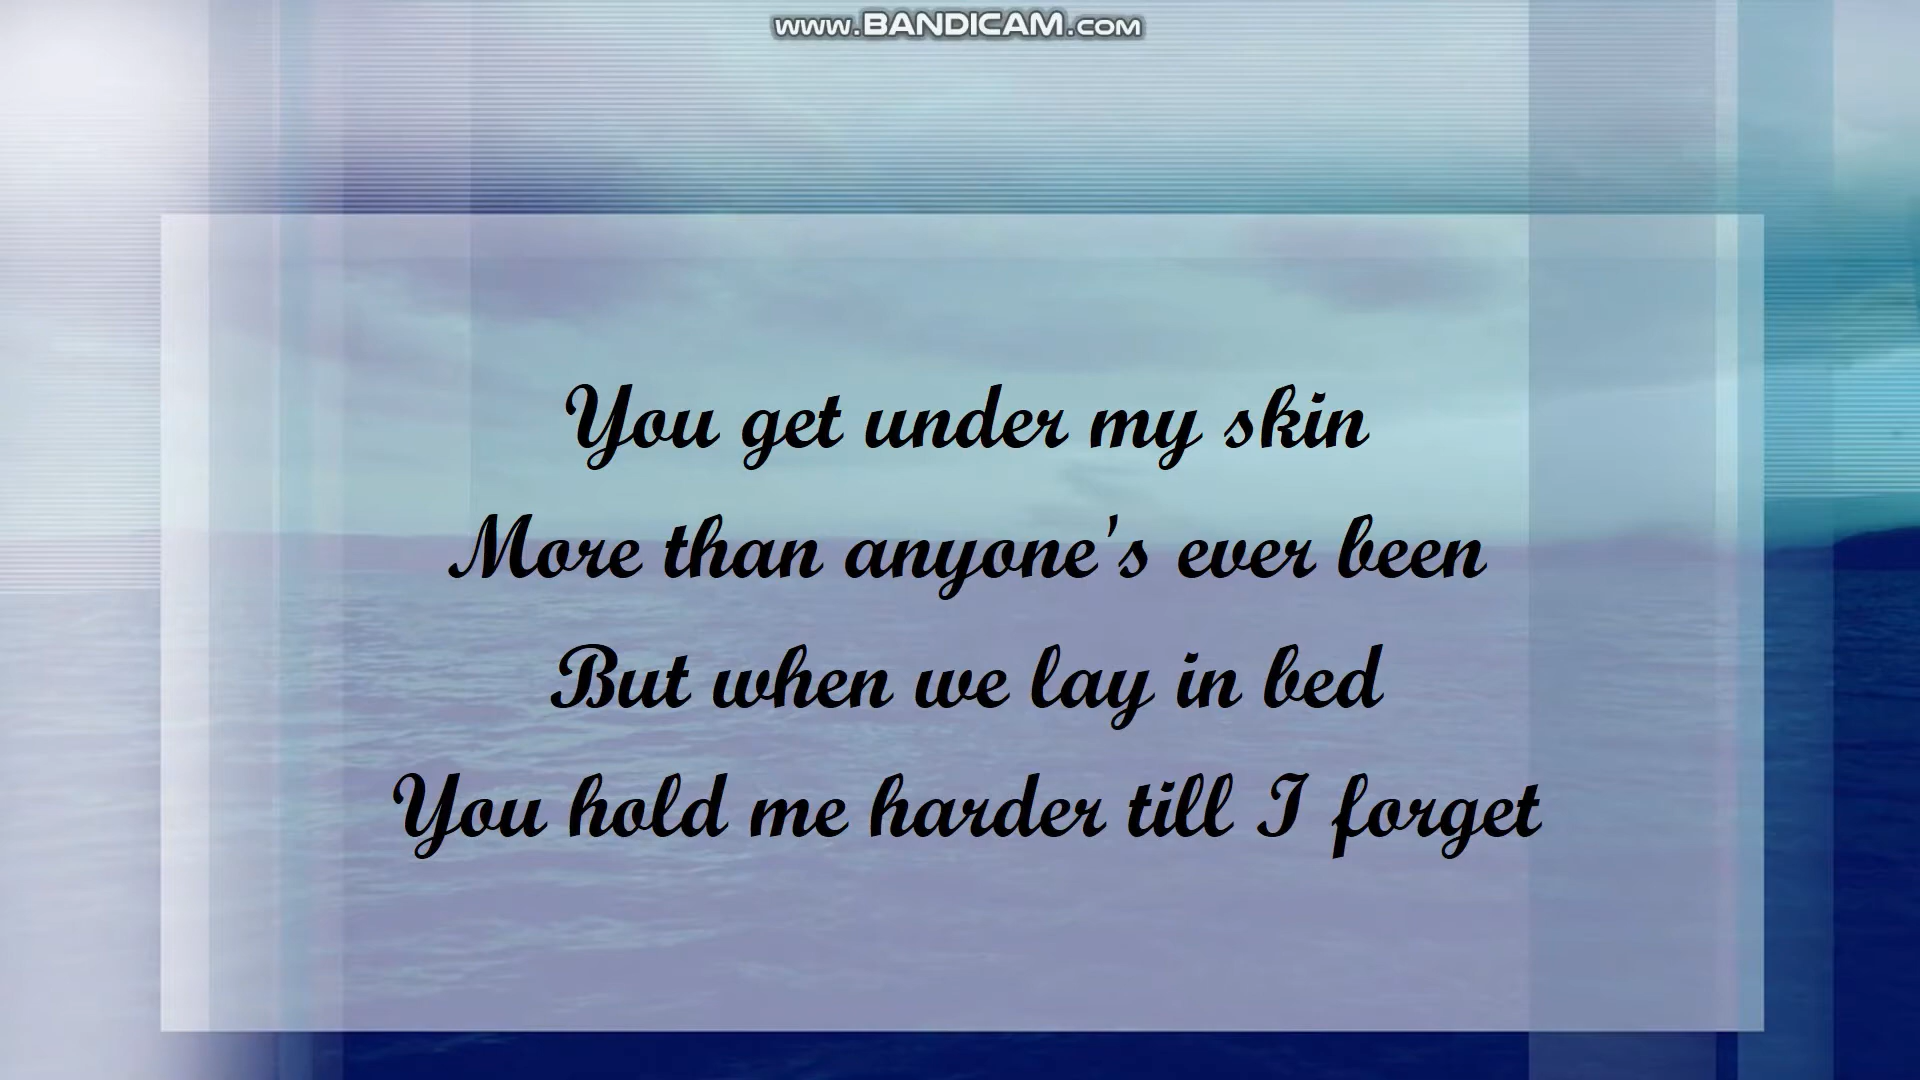 www.BANDICAM.com
You get under my skin
More than anyone's ever been
But when we lay in bed
You hold me harder till I forget